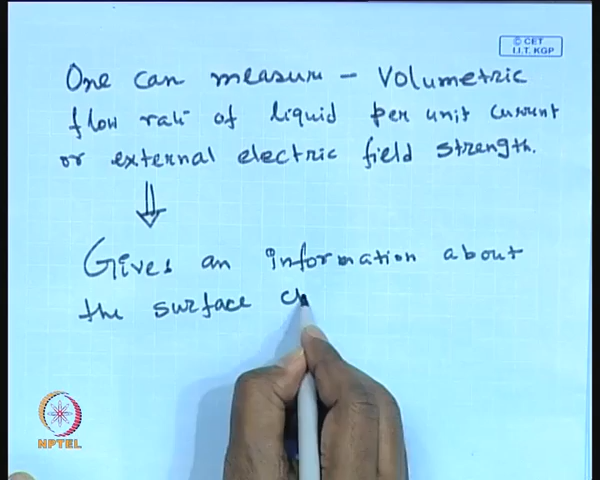 © CET
I.I.T. KGP
One can measure – Volumetric
flow rate of liquid per unit current
or external electric field strength.
Gives an information about
the surface ch
NPTEL